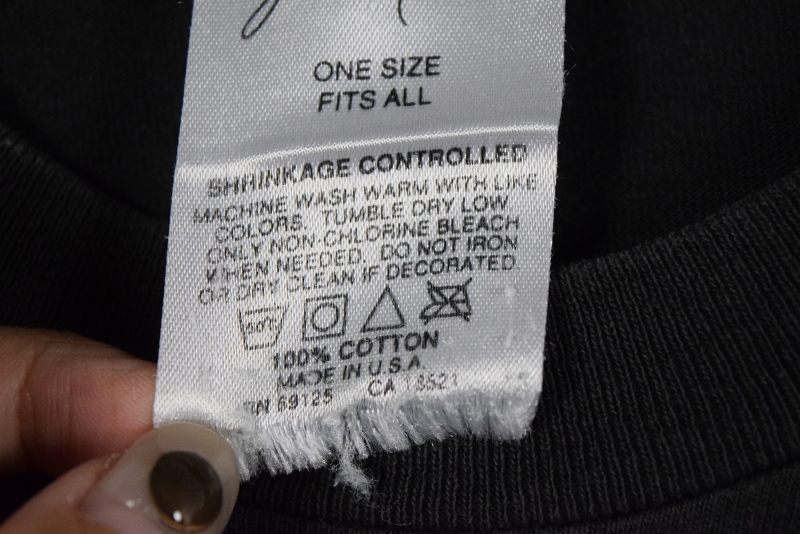 ONE SIZE
FITS ALL
SHRINKAGE CONTROLLED
MACHINE WASH WARM WITH LIKE
COLORS. TUMBLE DRY LOW
ONLY NON-CHLORINE BLEACH
WHEN NEEDED. DO NOT IRON
OR DRY CLEAN IF DECORATED.
100% COTTON
MADE IN U.S.A.
RN 69125 CA 18521